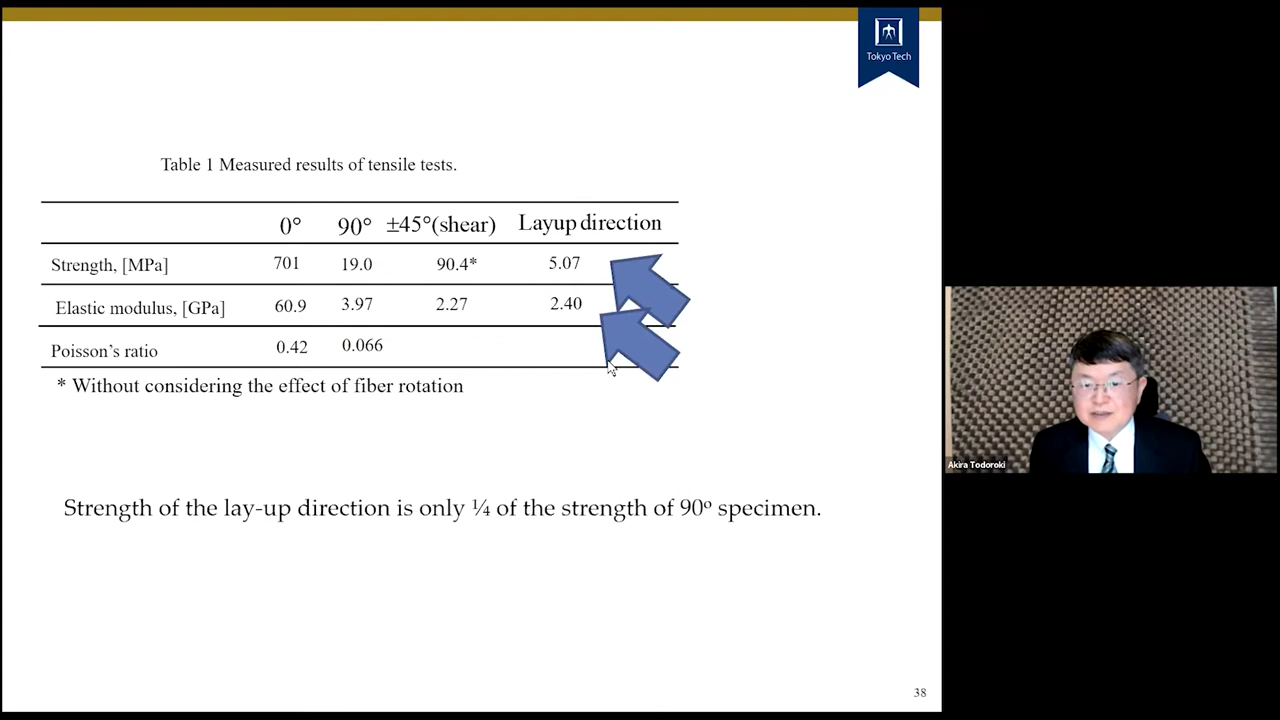 Tokyo Tech
Table 1 Measured results of tensile tests.
0° 90° ±45°(shear) Layup direction
Strength, [MPa] 701 19.0 90.4* 5.07
Elastic modulus, [GPa] 60.9 3.97 2.27 2.40
Poisson's ratio 0.42 0.066
* Without considering the effect of fiber rotation
Strength of the lay-up direction is only ¼ of the strength of 90º specimen.
38
Akira Todoroki